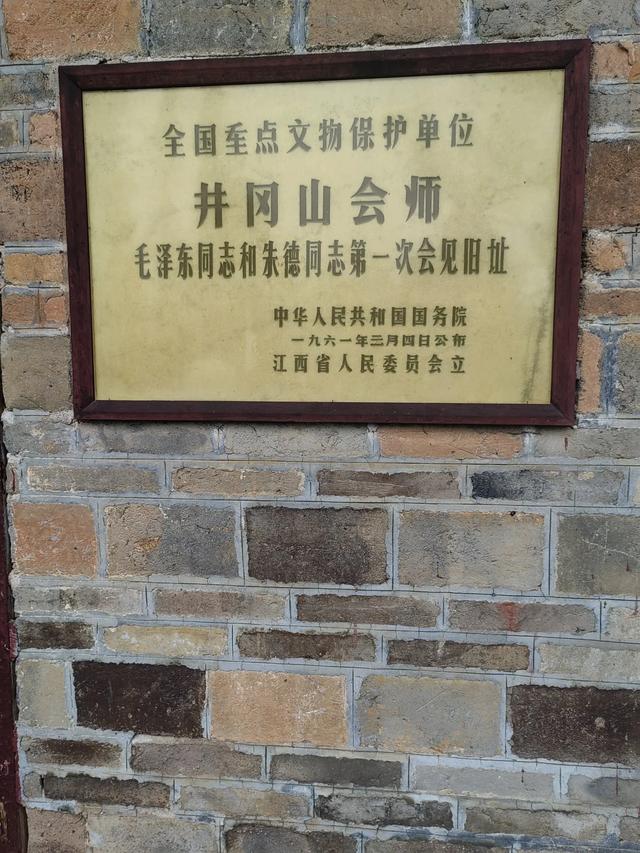 全国重点文物保护单位
井冈山会师
毛泽东同志和朱德同志第一次会见旧址
中华人民共和国国务院
一九六一年三月四日公布
江西省人民委员会立